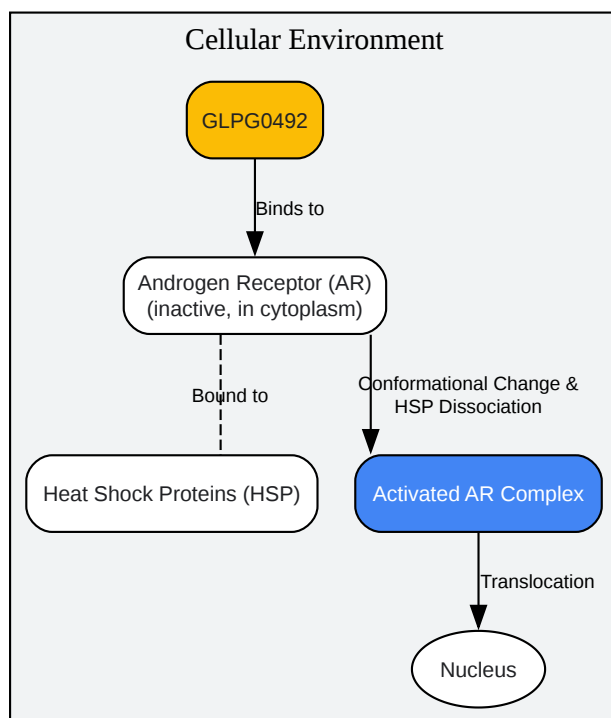 Cellular Environment
GLPG0492
Binds to
Androgen Receptor (AR)
(inactive, in cytoplasm)
Bound to
Conformational Change &
HSP Dissociation
Heat Shock Proteins (HSP)
Activated AR Complex
Translocation
Nucleus